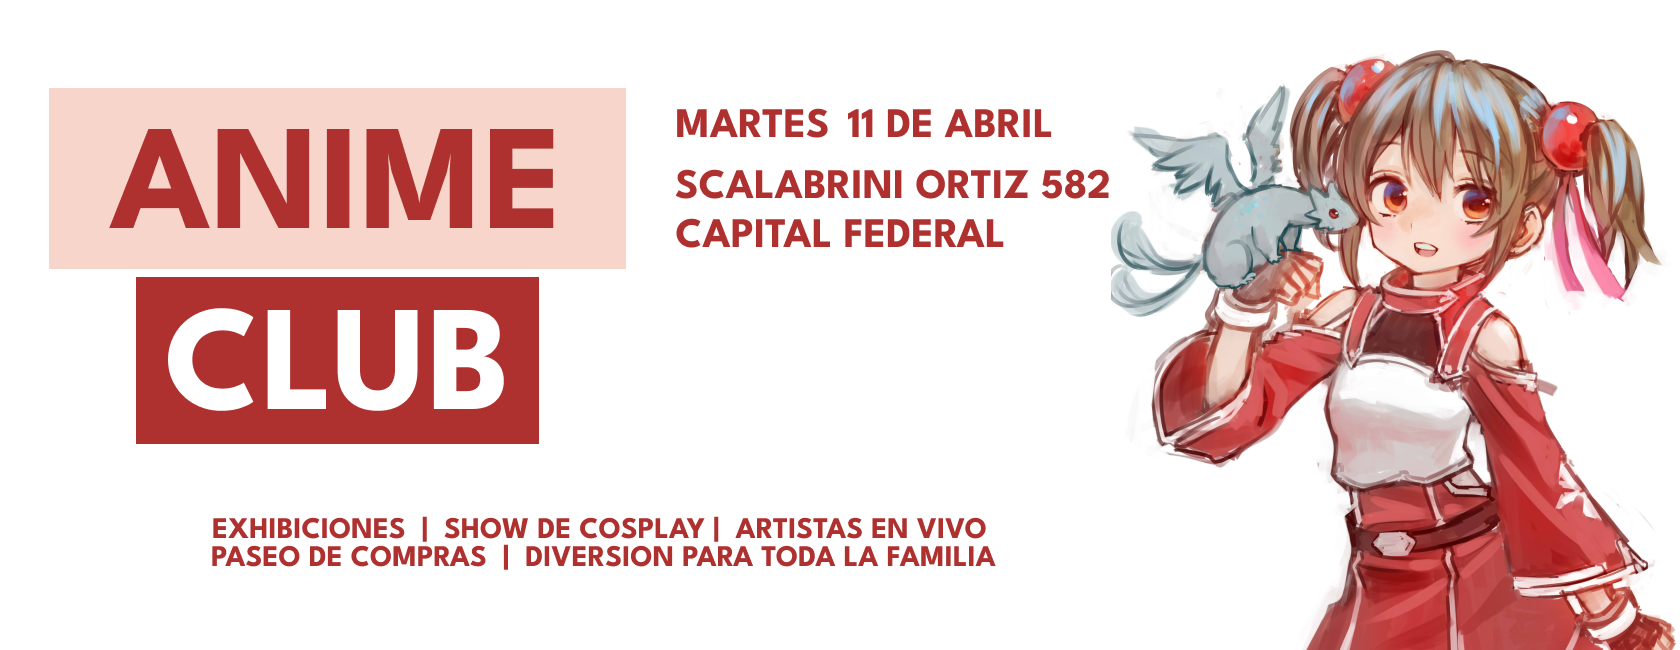 ANIME
CLUB
MARTES 11 DE ABRIL
SCALABRINI ORTIZ 582
CAPITAL FEDERAL
EXHIBICIONES | SHOW DE COSPLAY | ARTISTAS EN VIVO
PASEO DE COMPRAS | DIVERSION PARA TODA LA FAMILIA